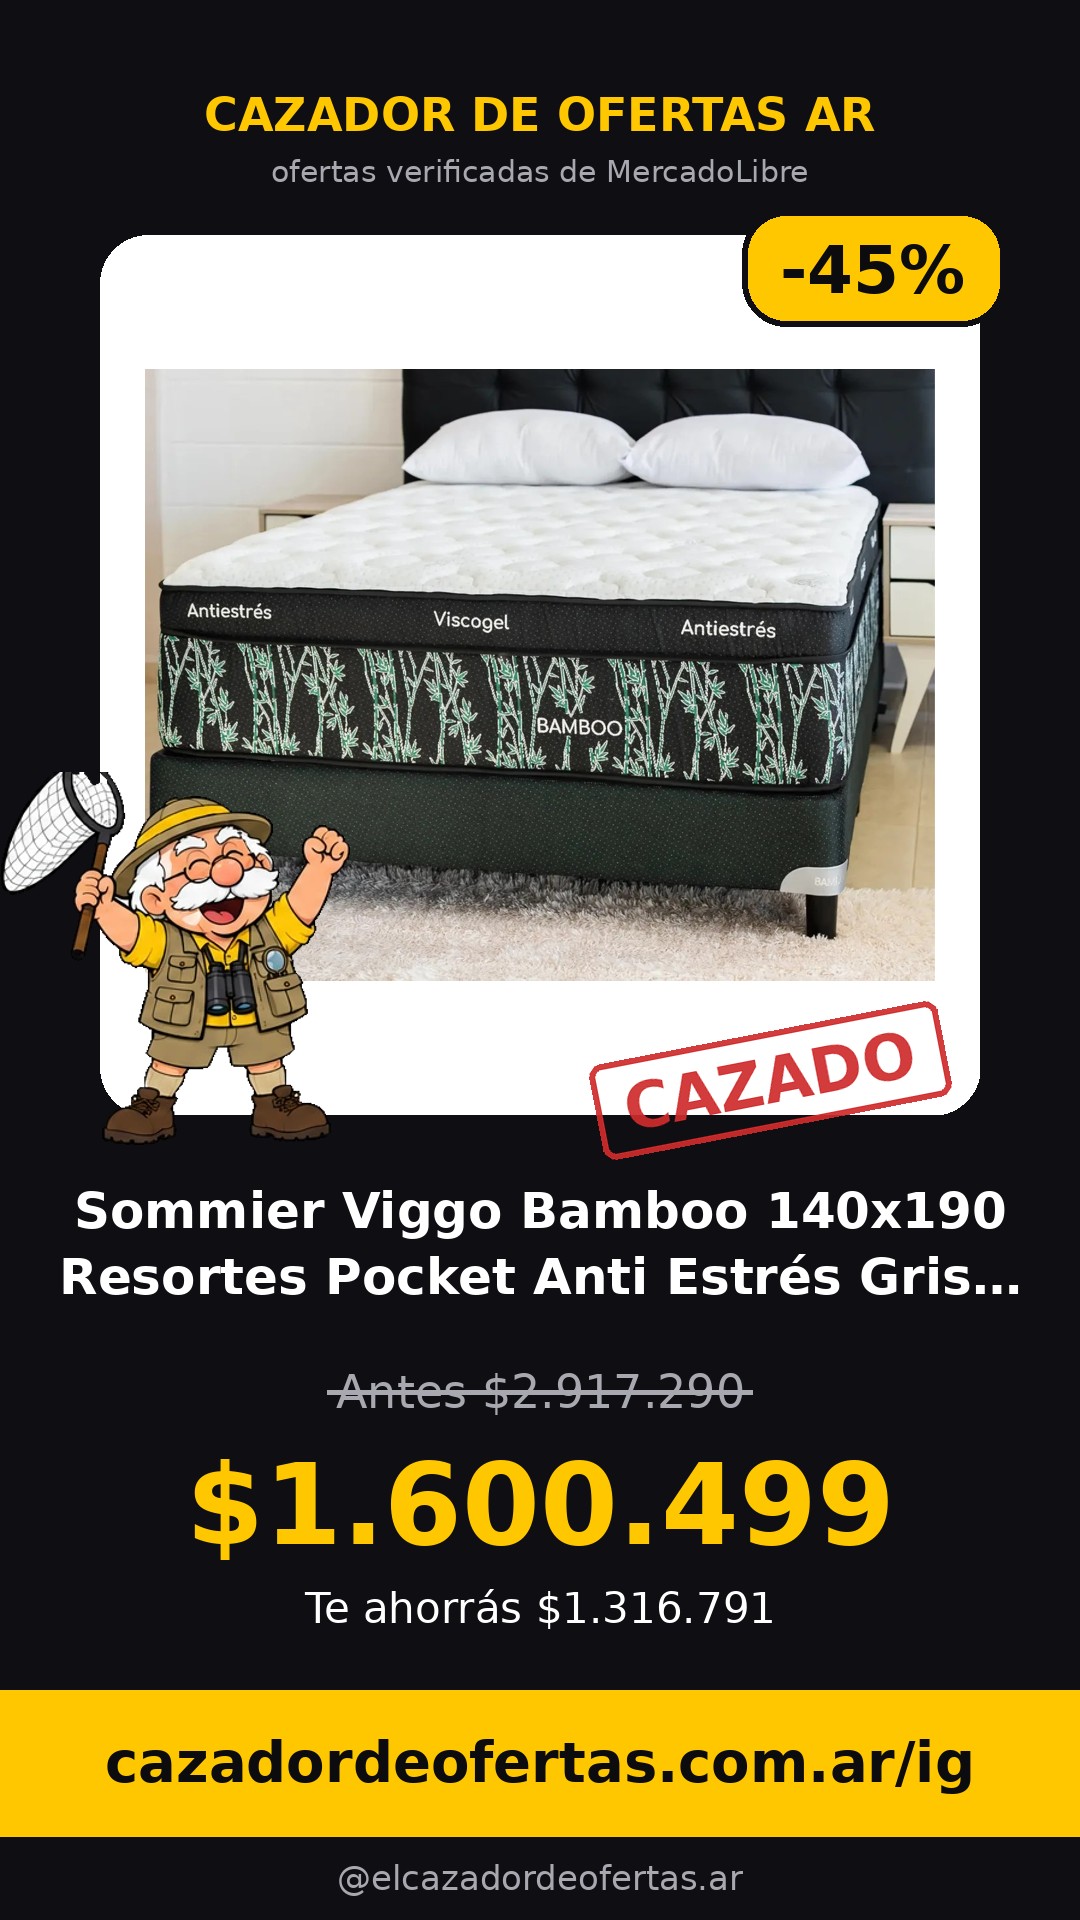 CAZADOR DE OFERTAS AR
ofertas verificadas de MercadoLibre
-45%
Antiestrés
Viscogel
Antiestrés
BAMBOO
CAZADO
Sommier Viggo Bamboo 140x190
Resortes Pocket Anti Estrés Gris...
Antes $2.917.290
$1.600.499
Te ahorrás $1.316.791
cazadordeofertas.com.ar/ig
@elcazadordeofertas.ar